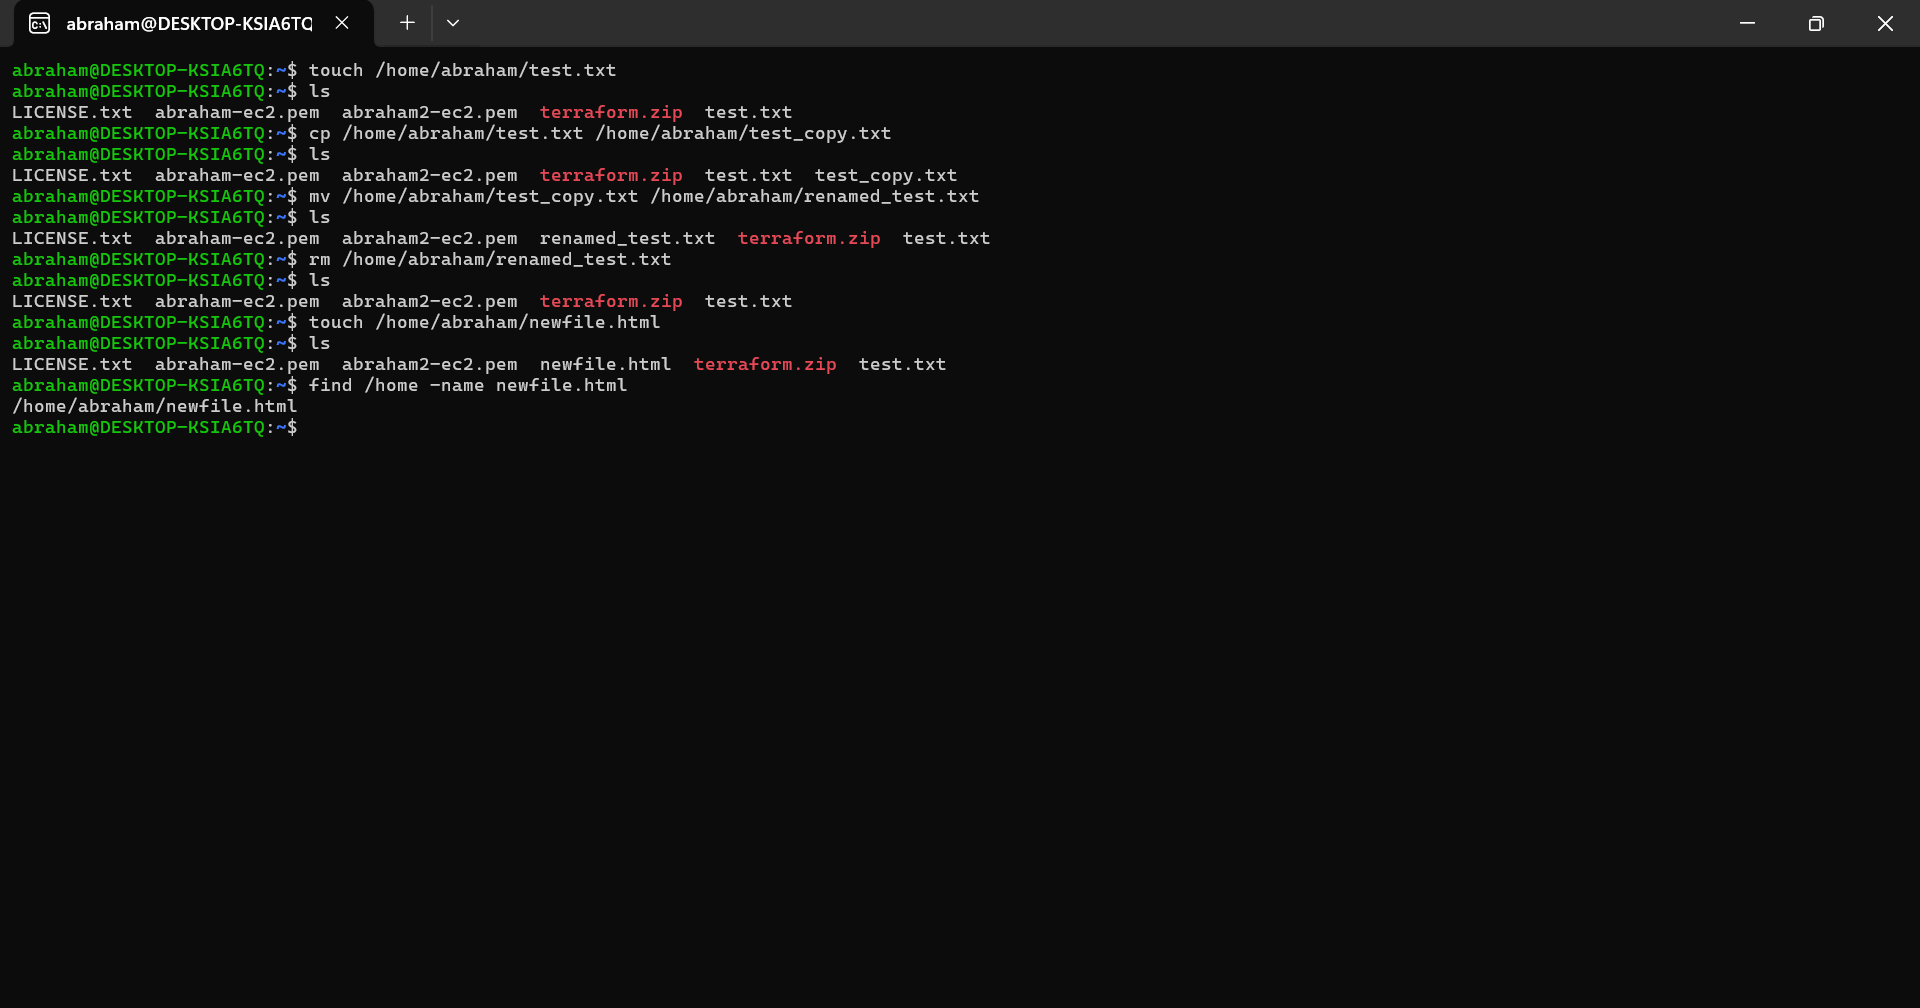 abraham@DESKTOP-KSIA6TQ
abraham@DESKTOP-KSIA6TQ:~$ touch /home/abraham/test.txt
abraham@DESKTOP-KSIA6TQ:~$ ls
LICENSE.txt  abraham-ec2.pem  abraham2-ec2.pem  terraform.zip  test.txt
abraham@DESKTOP-KSIA6TQ:~$ cp /home/abraham/test.txt /home/abraham/test_copy.txt
abraham@DESKTOP-KSIA6TQ:~$ ls
LICENSE.txt  abraham-ec2.pem  abraham2-ec2.pem  terraform.zip  test.txt  test_copy.txt
abraham@DESKTOP-KSIA6TQ:~$ mv /home/abraham/test_copy.txt /home/abraham/renamed_test.txt
abraham@DESKTOP-KSIA6TQ:~$ ls
LICENSE.txt  abraham-ec2.pem  abraham2-ec2.pem  renamed_test.txt  terraform.zip  test.txt
abraham@DESKTOP-KSIA6TQ:~$ rm /home/abraham/renamed_test.txt
abraham@DESKTOP-KSIA6TQ:~$ ls
LICENSE.txt  abraham-ec2.pem  abraham2-ec2.pem  terraform.zip  test.txt
abraham@DESKTOP-KSIA6TQ:~$ touch /home/abraham/newfile.html
abraham@DESKTOP-KSIA6TQ:~$ ls
LICENSE.txt  abraham-ec2.pem  abraham2-ec2.pem  newfile.html  terraform.zip  test.txt
abraham@DESKTOP-KSIA6TQ:~$ find /home -name newfile.html
/home/abraham/newfile.html
abraham@DESKTOP-KSIA6TQ:~$